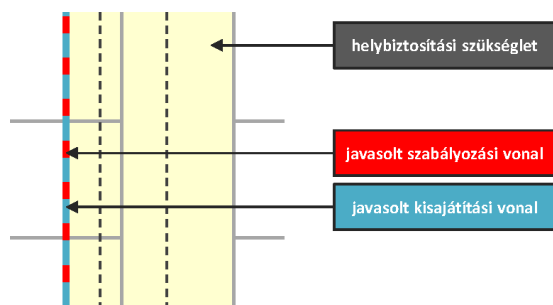 helybiztosítási szükséglet
javasolt szabályozási vonal
javasolt kisajátítási vonal